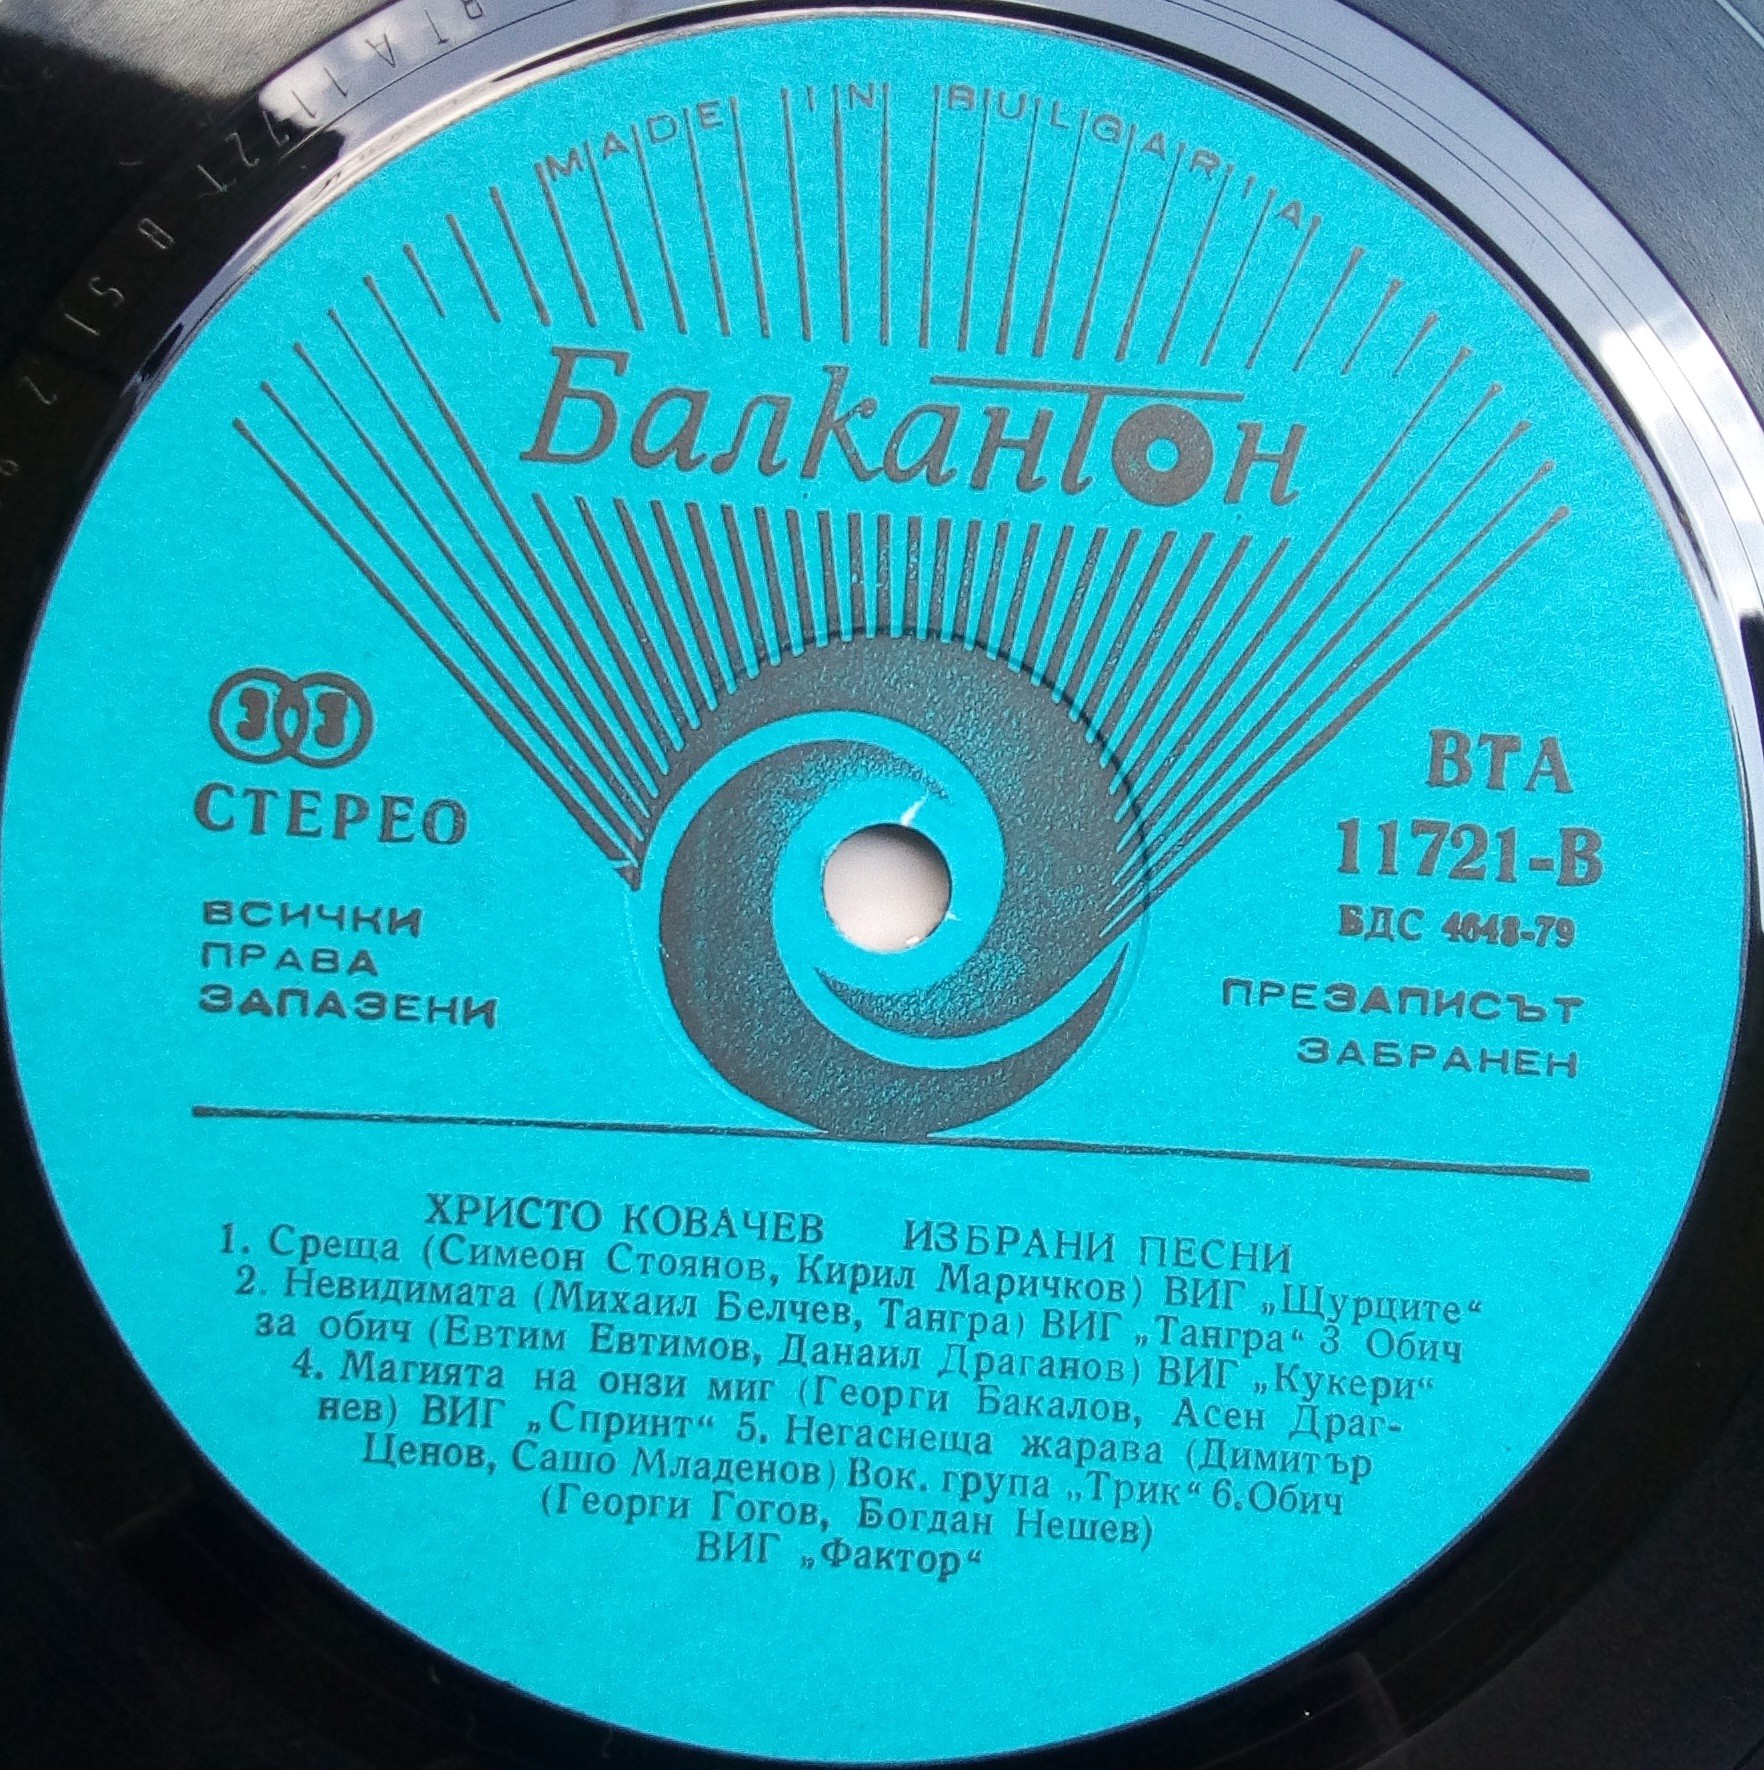 ВТА 11721
MADE IN BULGARIA
Балкантон
33
СТЕРЕО
ВСИЧКИ
ПРАВА
ЗАПАЗЕНИ
ВТА
11721-В
БДС 4648-79
ПРЕЗАПИСЪТ
ЗАБРАНЕН
ХРИСТО КОВАЧЕВ ИЗБРАНИ ПЕСНИ
1. Среща (Симеон Стоянов, Кирил Маричков) ВИГ „Щурците“
2. Невидимата (Михаил Белчев, Тангра) ВИГ „Тангра“ 3 Обич
за обич (Евтим Евтимов, Данаил Драганов) ВИГ „Кукери“
4. Магията на онзи миг (Георги Бакалов, Асен Драг-
нев) ВИГ „Спринт“ 5. Негаснеща жарава (Димитър
Ценов, Сашо Младенов) Вок. група „Трик“ 6. Обич
(Георги Гогов, Богдан Нешев)
ВИГ „Фактор“